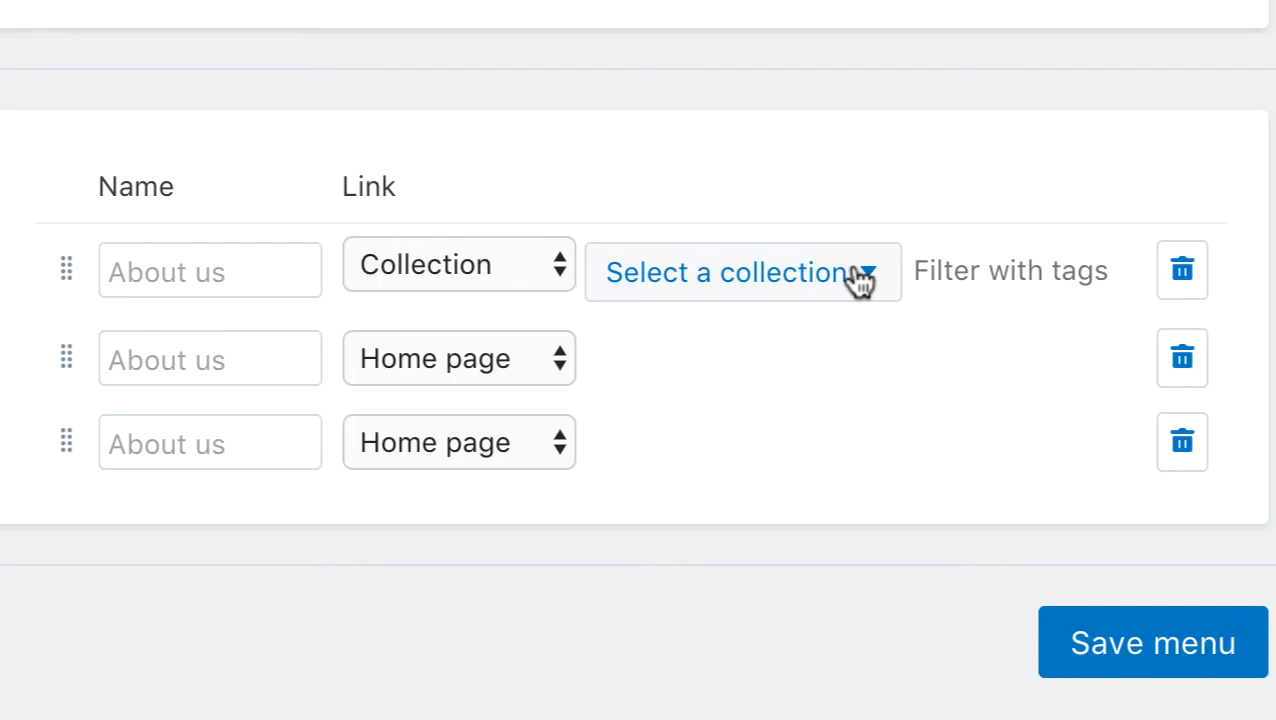 Name Link
About us Collection Select a collection Filter with tags
About us Home page
About us Home page
Save menu